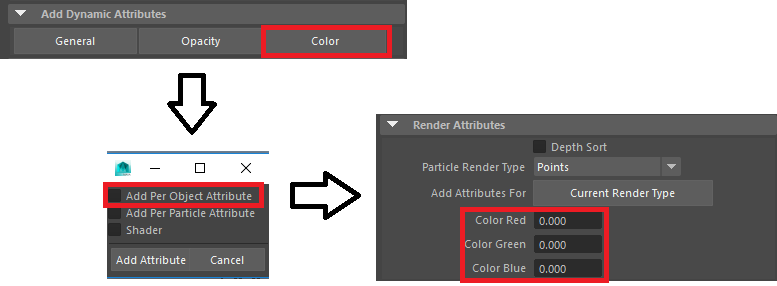 Add Dynamic Attributes
General Opacity Color
Add Per Object Attribute
Add Per Particle Attribute
Shader
Add Attribute Cancel
Render Attributes
Depth Sort
Particle Render Type Points
Add Attributes For Current Render Type
Color Red 0.000
Color Green 0.000
Color Blue 0.000